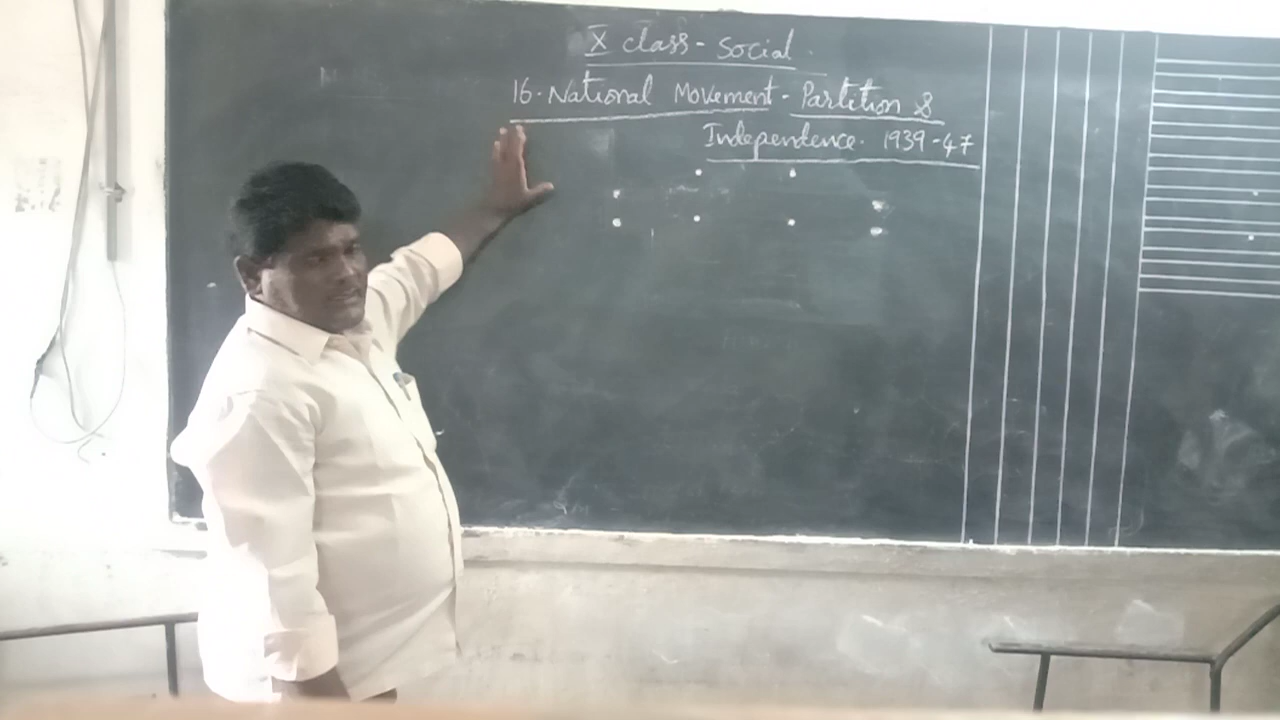 X class - Social
16. National Movement - Partition &
Independence. 1939-47